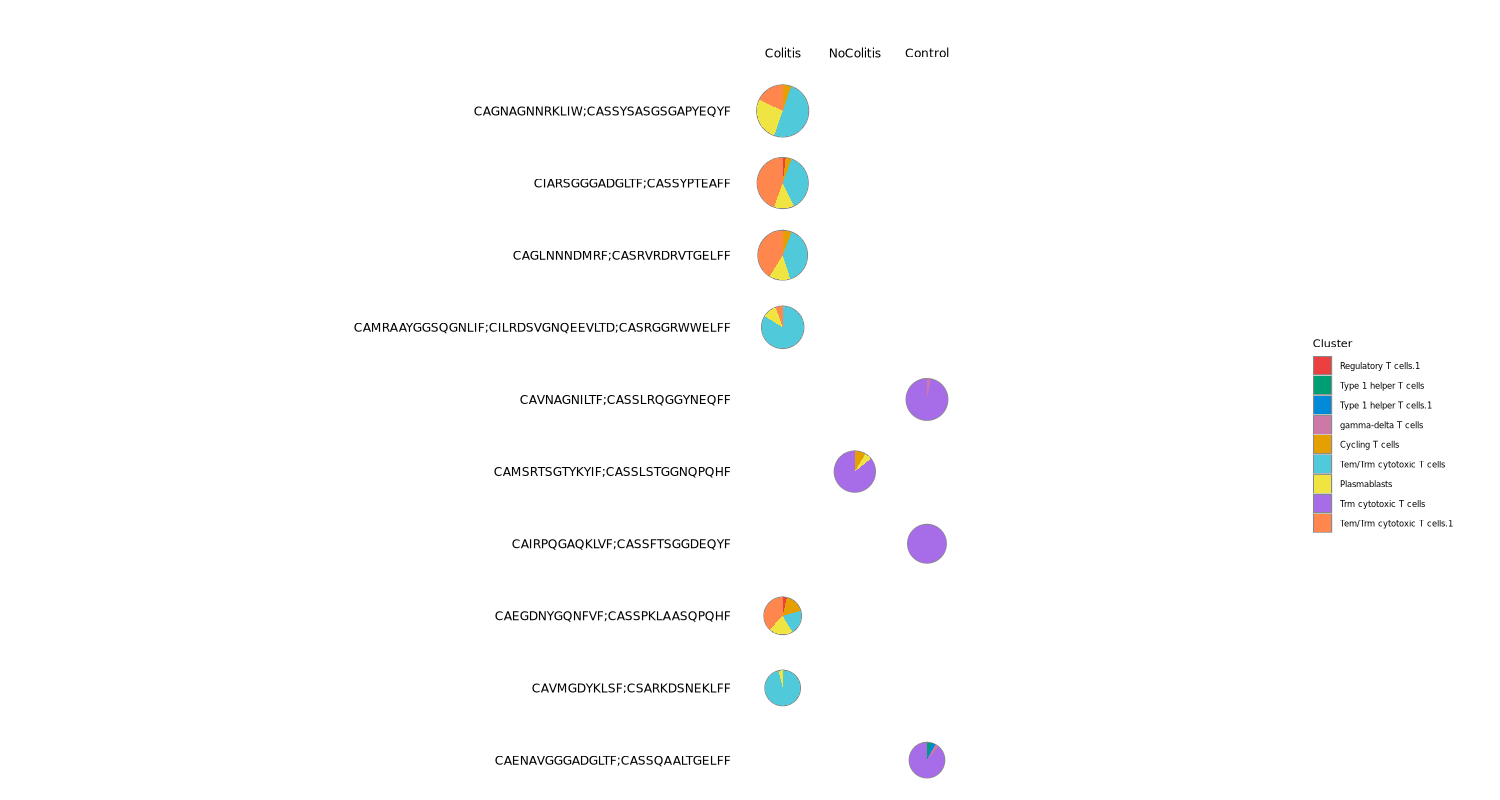 Colitis NoColitis Control
CAGNAGNNRKLIW;CASSYSASGSGAPYEQYF
CIARSGGGADGLTF;CASSYPTEAFF
CAGLNNNDMRF;CASRVRDRVTGELFF
CAMRAAYGGSQGNLIF;CILRDSVGNQEEVLTD;CASRGGRWWELFF
CAVNAGNILTF;CASSLRQGGYNEQFF
CAMSRTSGTYKYIF;CASSLSTGGNQPQHF
CAIRPQGAQKLVF;CASSFTSGGDEQYF
CAEGDNYGQNFVF;CASSPKLAASQPQHF
CAVMGDYKLSF;CSARKDSNEKLFF
CAENAVGGGADGLTF;CASSQAALTGELFF
Cluster
Regulatory T cells.1
Type 1 helper T cells
Type 1 helper T cells.1
gamma-delta T cells
Cycling T cells
Tem/Trm cytotoxic T cells
Plasmablasts
Trm cytotoxic T cells
Tem/Trm cytotoxic T cells.1